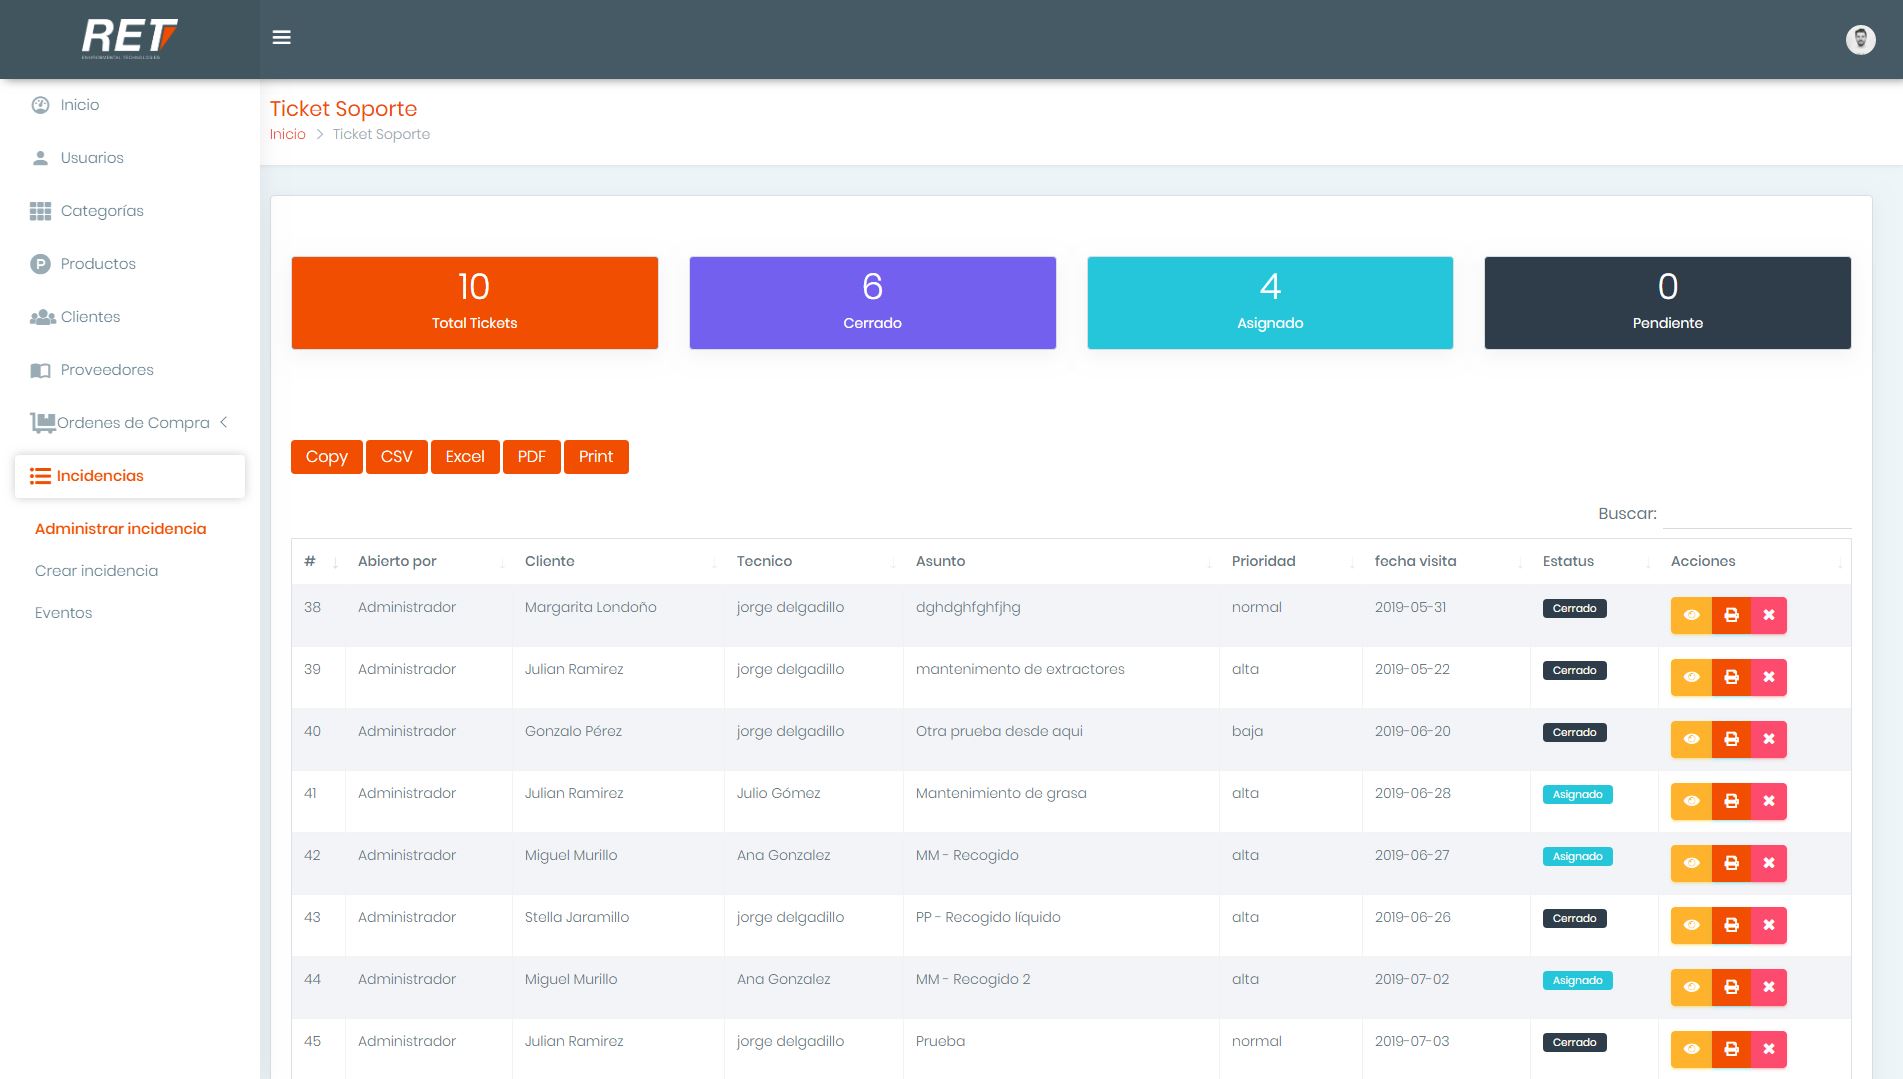 RET
ENVIRONMENTAL TECHNOLOGIES
Inicio
Usuarios
Categorías
Productos
Clientes
Proveedores
Ordenes de Compra
Incidencias
Administrar incidencia
Crear incidencia
Eventos
Ticket Soporte
Inicio > Ticket Soporte
10
Total Tickets
6
Cerrado
4
Asignado
0
Pendiente
Copy CSV Excel PDF Print
Buscar:
# Abierto por Cliente Tecnico Asunto Prioridad fecha visita Estatus Acciones
38 Administrador Margarita Londoño jorge delgadillo dghdghfghfjhg normal 2019-05-31 Cerrado
39 Administrador Julian Ramirez jorge delgadillo mantenimento de extractores alta 2019-05-22 Cerrado
40 Administrador Gonzalo Pérez jorge delgadillo Otra prueba desde aqui baja 2019-06-20 Cerrado
41 Administrador Julian Ramirez Julio Gómez Mantenimiento de grasa alta 2019-06-28 Asignado
42 Administrador Miguel Murillo Ana Gonzalez MM - Recogido alta 2019-06-27 Asignado
43 Administrador Stella Jaramillo jorge delgadillo PP - Recogido líquido alta 2019-06-26 Cerrado
44 Administrador Miguel Murillo Ana Gonzalez MM - Recogido 2 alta 2019-07-02 Asignado
45 Administrador Julian Ramirez jorge delgadillo Prueba normal 2019-07-03 Cerrado